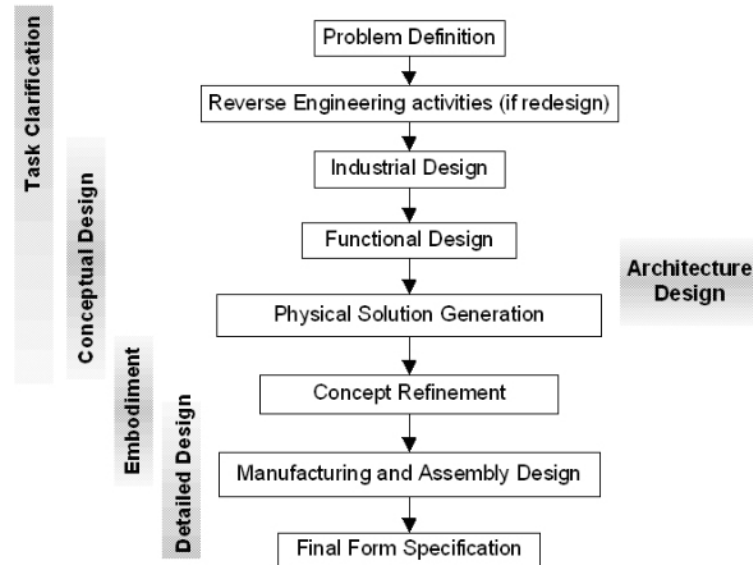 Task Clarification
Conceptual Design
Embodiment
Detailed Design
Problem Definition
Reverse Engineering activities (if redesign)
Industrial Design
Functional Design
Physical Solution Generation
Concept Refinement
Manufacturing and Assembly Design
Final Form Specification
Architecture
Design